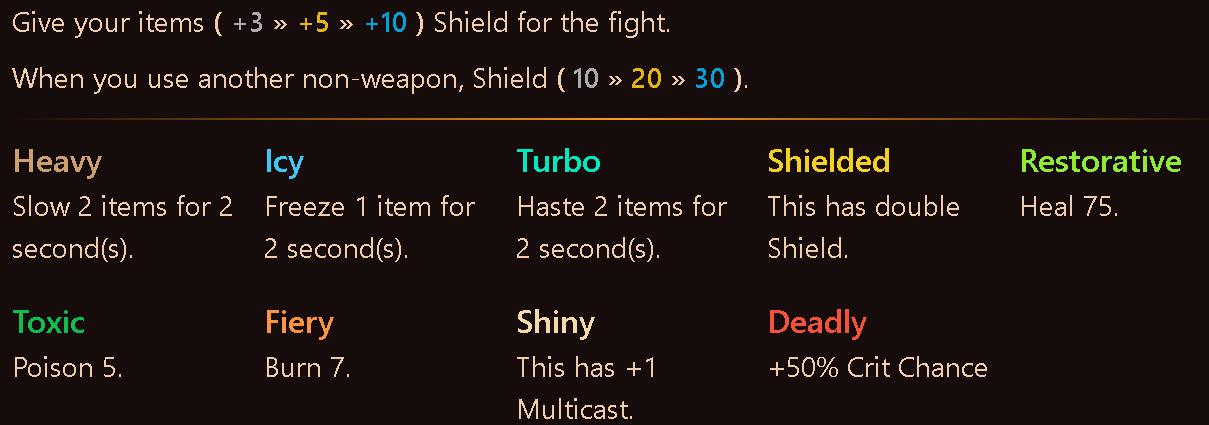 Give your items ( +3 » +5 » +10 ) Shield for the fight.
When you use another non-weapon, Shield ( 10 » 20 » 30 ).
Heavy
Slow 2 items for 2
second(s).
Icy
Freeze 1 item for
2 second(s).
Turbo
Haste 2 items for
2 second(s).
Shielded
This has double
Shield.
Restorative
Heal 75.
Toxic
Poison 5.
Fiery
Burn 7.
Shiny
This has +1
Multicast.
Deadly
+50% Crit Chance